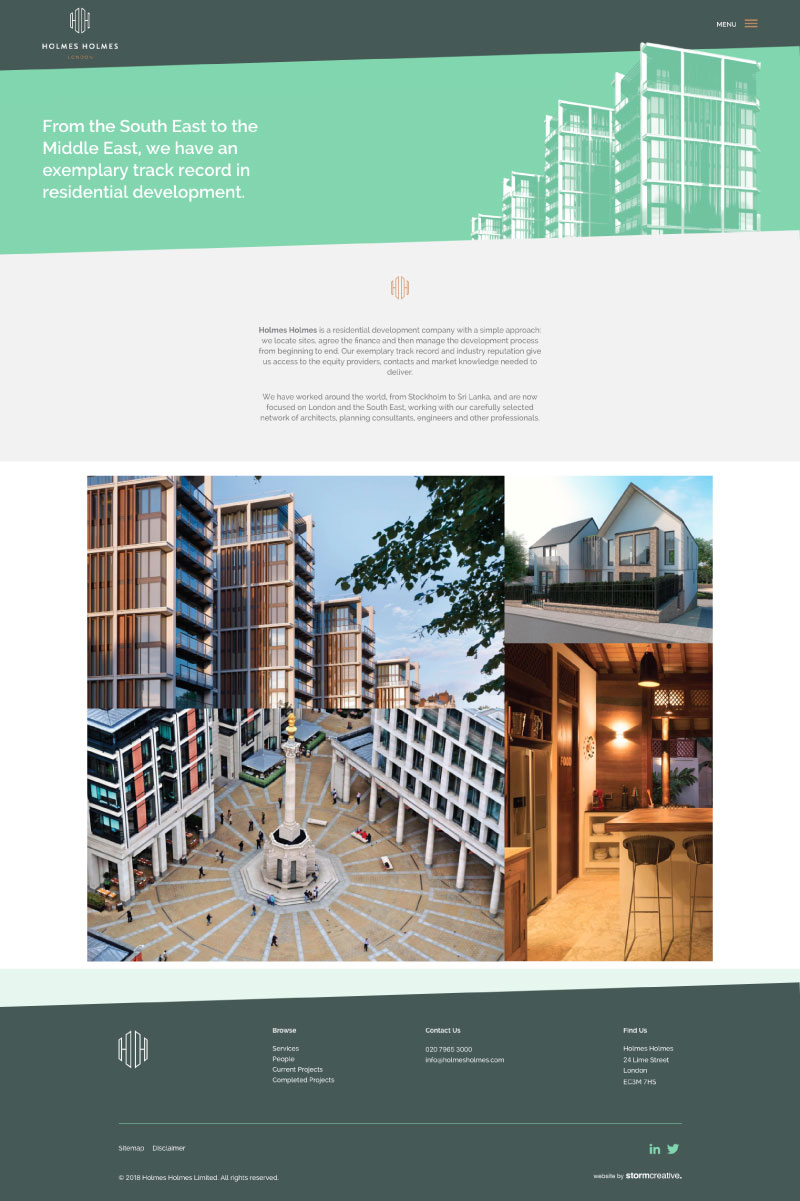 HOLMES HOLMES
LONDON
MENU
From the South East to the
Middle East, we have an
exemplary track record in
residential development.
Holmes Holmes is a residential development company with a simple approach:
we locate sites, agree the finance and then manage the development process
from beginning to end. Our exemplary track record and industry reputation give
us access to the equity providers, contacts and market knowledge needed to
deliver.
We have worked around the world, from Stockholm to Sri Lanka, and are now
focused on London and the South East, working with our carefully selected
network of architects, planning consultants, engineers and other professionals.
FOOD
Browse
Services
People
Current Projects
Completed Projects
Contact Us
020 7965 3000
info@holmesholmes.com
Find Us
Holmes Holmes
24 Lime Street
London
EC3M 7HS
Sitemap Disclaimer
in
© 2018 Holmes Holmes Limited. All rights reserved.
website by stormcreative.